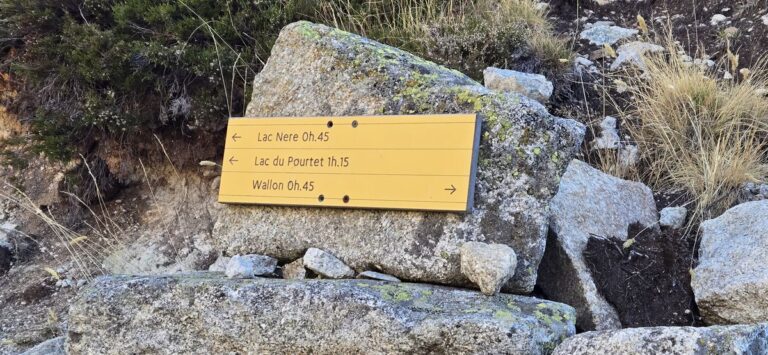 ← Lac Nere 0h.45
← Lac du Pourtet 1h.15
Wallon 0h.45 →